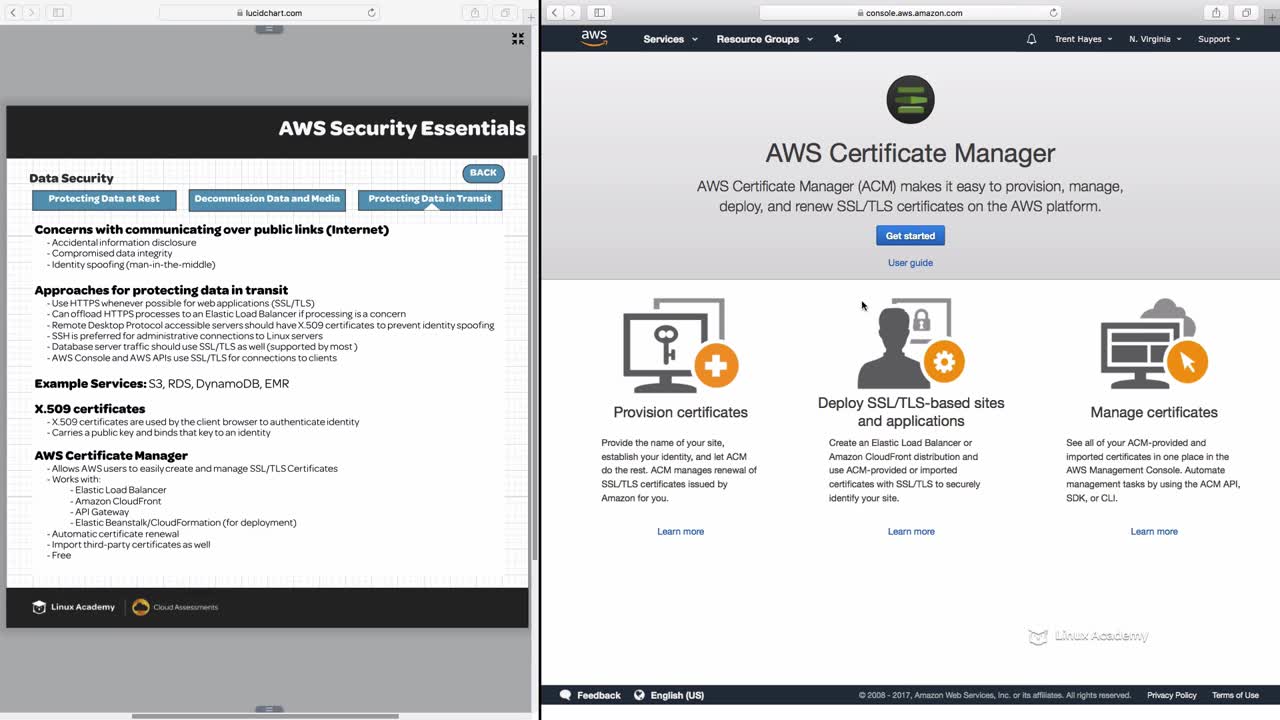 lucidchart.com
AWS Security Essentials
Data Security
BACK
Protecting Data at Rest
Decommission Data and Media
Protecting Data in Transit
Concerns with communicating over public links (Internet)
- Accidental information disclosure
- Compromised data integrity
- Identity spoofing (man-in-the-middle)
Approaches for protecting data in transit
- Use HTTPS whenever possible for web applications (SSL/TLS)
- Can offload HTTPS processes to an Elastic Load Balancer if processing is a concern
- Remote Desktop Protocol accessible servers should have X.509 certificates to prevent identity spoofing
- SSH is preferred for administrative connections to Linux servers
- Database server traffic should use SSL/TLS as well (supported by most )
- AWS Console and AWS APIs use SSL/TLS for connections to clients
Example Services: S3, RDS, DynamoDB, EMR
X.509 certificates
- X.509 certificates are used by the client browser to authenticate identity
- Carries a public key and binds that key to an identity
AWS Certificate Manager
- Allows AWS users to easily create and manage SSL/TLS Certificates
- Works with:
- Elastic Load Balancer
- Amazon CloudFront
- API Gateway
- Elastic Beanstalk/CloudFormation (for deployment)
- Automatic certificate renewal
- Import third-party certificates as well
- Free
Linux Academy
Cloud Assessments
console.aws.amazon.com
aws
Services
Resource Groups
Trent Hayes
N. Virginia
Support
AWS Certificate Manager
AWS Certificate Manager (ACM) makes it easy to provision, manage,
deploy, and renew SSL/TLS certificates on the AWS platform.
Get started
User guide
Provision certificates
Provide the name of your site,
establish your identity, and let ACM
do the rest. ACM manages renewal of
SSL/TLS certificates issued by
Amazon for you.
Learn more
Deploy SSL/TLS-based sites
and applications
Create an Elastic Load Balancer or
Amazon CloudFront distribution and
use ACM-provided or imported
certificates with SSL/TLS to securely
identify your site.
Learn more
Manage certificates
See all of your ACM-provided and
imported certificates in one place in the
AWS Management Console. Automate
management tasks by using the ACM API,
SDK, or CLI.
Learn more
Linux Academy
Feedback
English (US)
© 2008 - 2017, Amazon Web Services, Inc. or its affiliates. All rights reserved.
Privacy Policy
Terms of Use